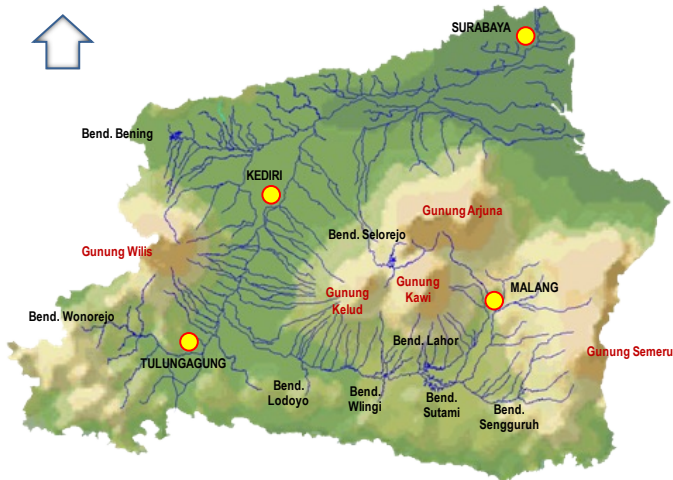 SURABAYA
Bend. Bening
KEDIRI
Gunung Arjuna
Bend. Selorejo
Gunung Wilis
Gunung
Kawi
MALANG
Gunung
Kelud
Bend. Wonorejo
Bend. Lahor
Gunung Semeru
TULUNGAGUNG
Bend.
Lodoyo
Bend.
Wlingi
Bend.
Sutami
Bend.
Sengguruh